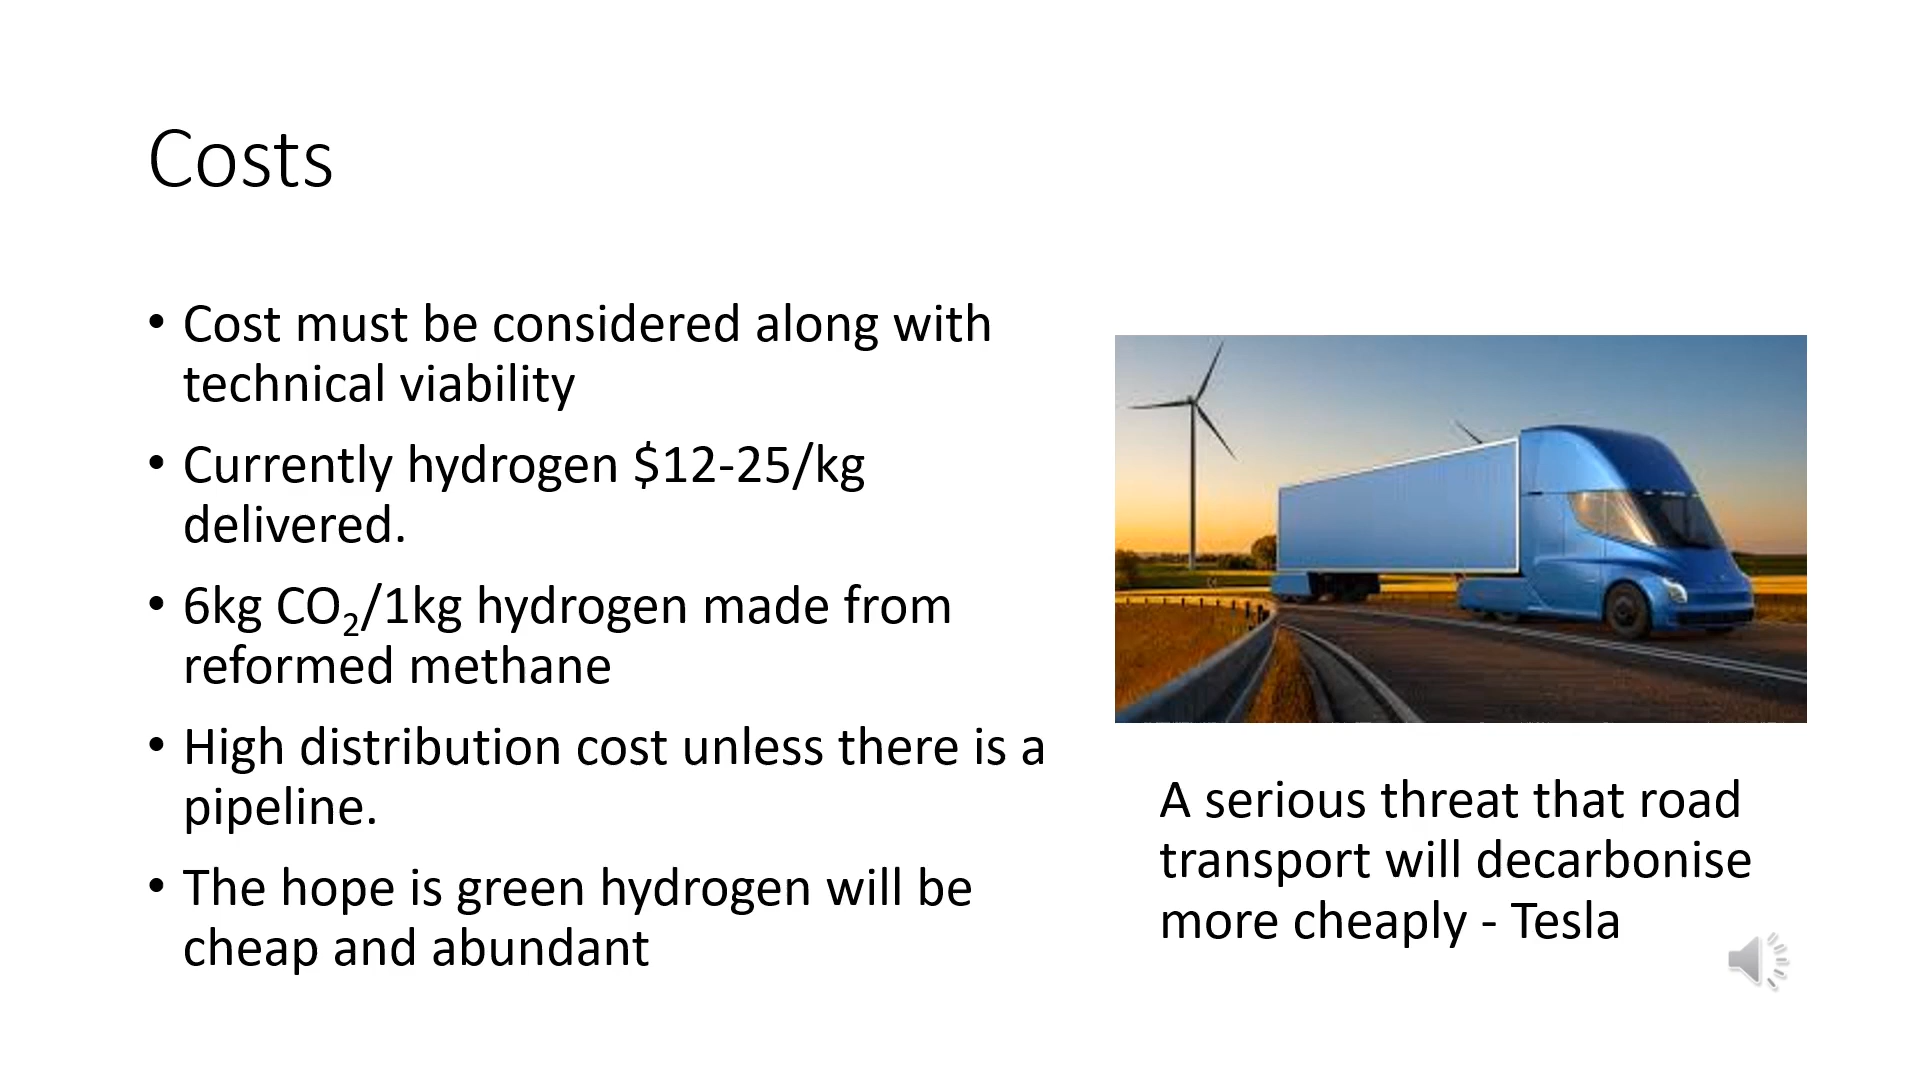 Costs
• Cost must be considered along with
technical viability
• Currently hydrogen $12-25/kg
delivered.
• 6kg CO₂/1kg hydrogen made from
reformed methane
• High distribution cost unless there is a
pipeline.
• The hope is green hydrogen will be
cheap and abundant
A serious threat that road
transport will decarbonise
more cheaply - Tesla